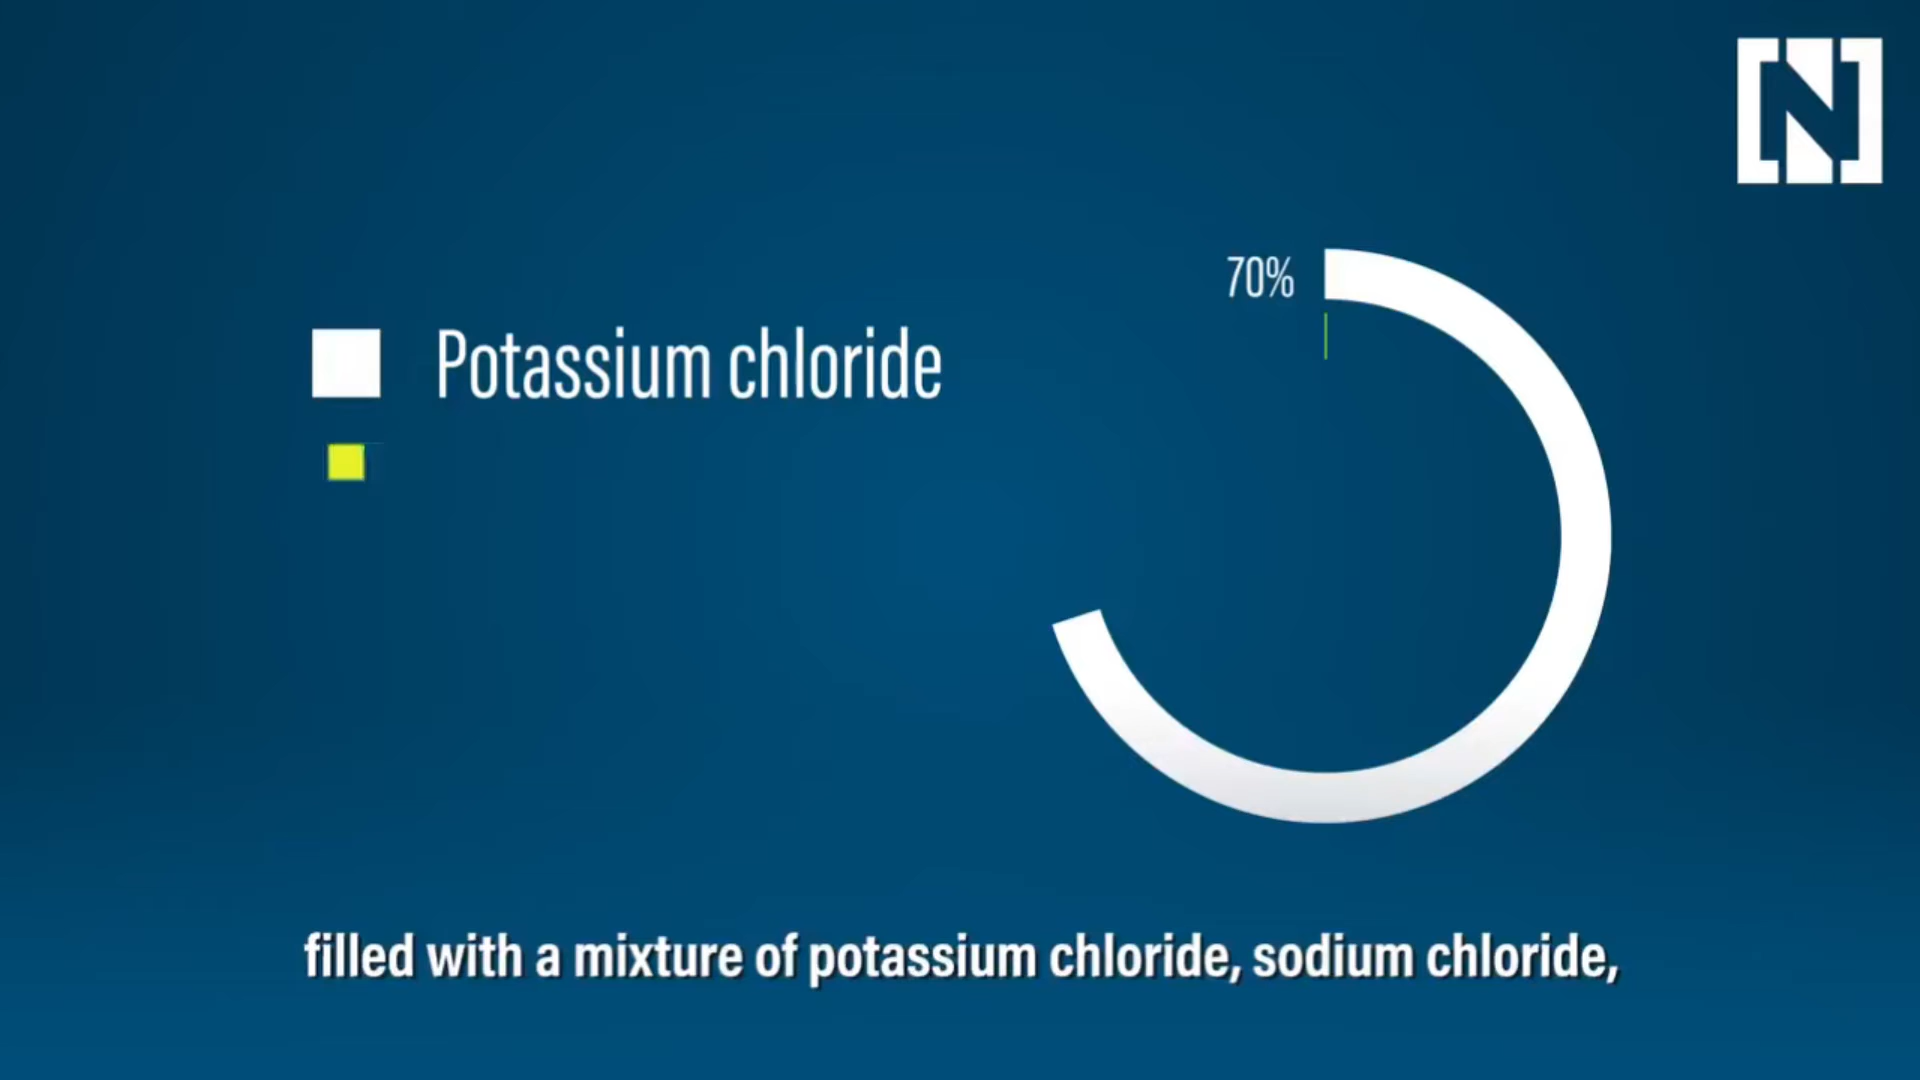 [N]
70%
Potassium chloride
filled with a mixture of potassium chloride, sodium chloride,